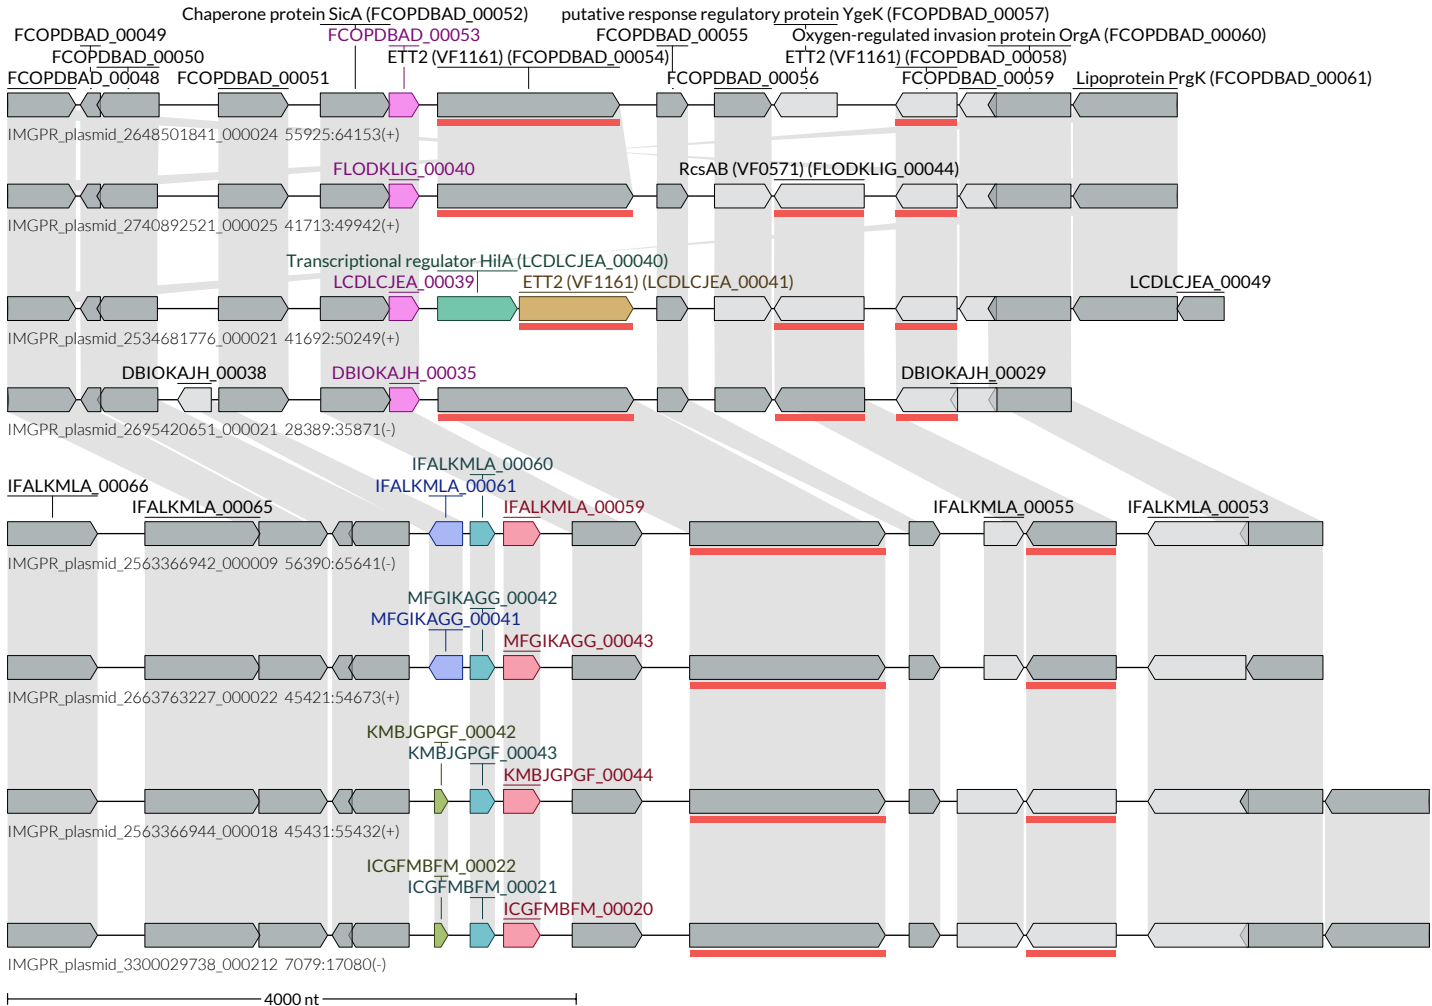 Chaperone protein SicA (FCOPDBAD_00052)
putative response regulatory protein YgeK (FCOPDBAD_00057)
FCOPDBAD_00049
FCOPDBAD_00053
FCOPDBAD_00055
Oxygen-regulated invasion protein OrgA (FCOPDBAD_00060)
FCOPDBAD_00050
ETT2 (VF1161) (FCOPDBAD_00054)
ETT2 (VF1161) (FCOPDBAD_00058)
FCOPDBAD_00048
FCOPDBAD_00051
FCOPDBAD_00056
FCOPDBAD_00059
Lipoprotein PrgK (FCOPDBAD_00061)
IMGPR_plasmid_2648501841_000024 55925:64153(+)
FLODKLIG_00040
RcsAB (VF0571) (FLODKLIG_00044)
IMGPR_plasmid_2740892521_000025 41713:49942(+)
Transcriptional regulator HilA (LCDLCJEA_00040)
LCDLCJEA_00039
ETT2 (VF1161) (LCDLCJEA_00041)
LCDLCJEA_00049
IMGPR_plasmid_2534681776_000021 41692:50249(+)
DBIOKAJH_00038
DBIOKAJH_00035
DBIOKAJH_00029
IMGPR_plasmid_2695420651_000021 28389:35871(-)
IFALKMLA_00060
IFALKMLA_00066
IFALKMLA_00061
IFALKMLA_00065
IFALKMLA_00059
IFALKMLA_00055
IFALKMLA_00053
IMGPR_plasmid_2563366942_000009 56390:65641(-)
MFGIKAGG_00042
MFGIKAGG_00041
MFGIKAGG_00043
IMGPR_plasmid_2663763227_000022 45421:54673(+)
KMBJGPGF_00042
KMBJGPGF_00043
KMBJGPGF_00044
IMGPR_plasmid_2563366944_000018 45431:55432(+)
ICGFMBFM_00022
ICGFMBFM_00021
ICGFMBFM_00020
IMGPR_plasmid_3300029738_000212 7079:17080(-)
4000 nt